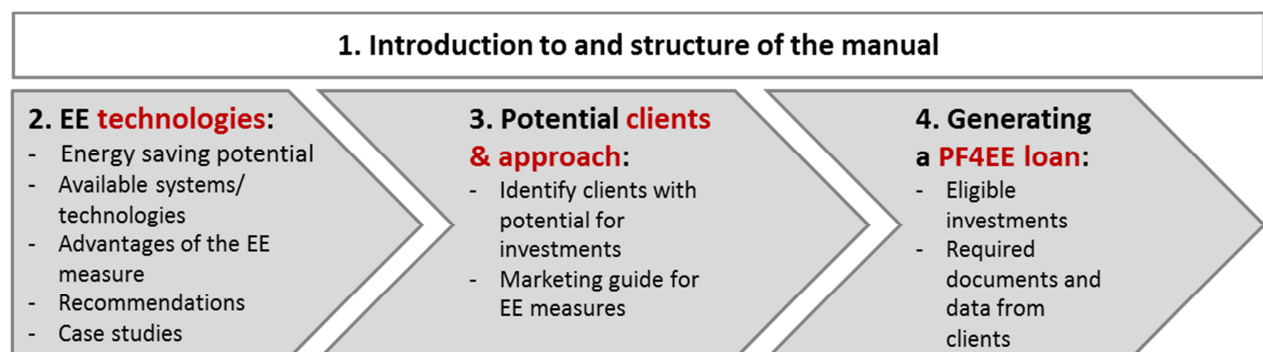 1. Introduction to and structure of the manual
2. EE technologies:
- Energy saving potential
- Available systems/
technologies
- Advantages of the EE
measure
- Recommendations
- Case studies
3. Potential clients
& approach:
- Identify clients with
potential for
investments
- Marketing guide for
EE measures
4. Generating
a PF4EE loan:
- Eligible
investments
- Required
documents and
data from
clients